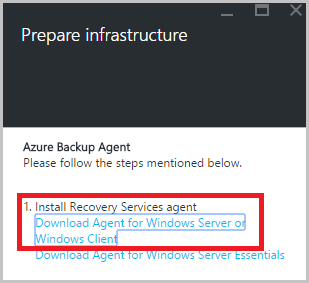 Prepare infrastructure
Azure Backup Agent
Please follow the steps mentioned below.
1. Install Recovery Services agent
Download Agent for Windows Server or
Windows Client
Download Agent for Windows Server Essentials